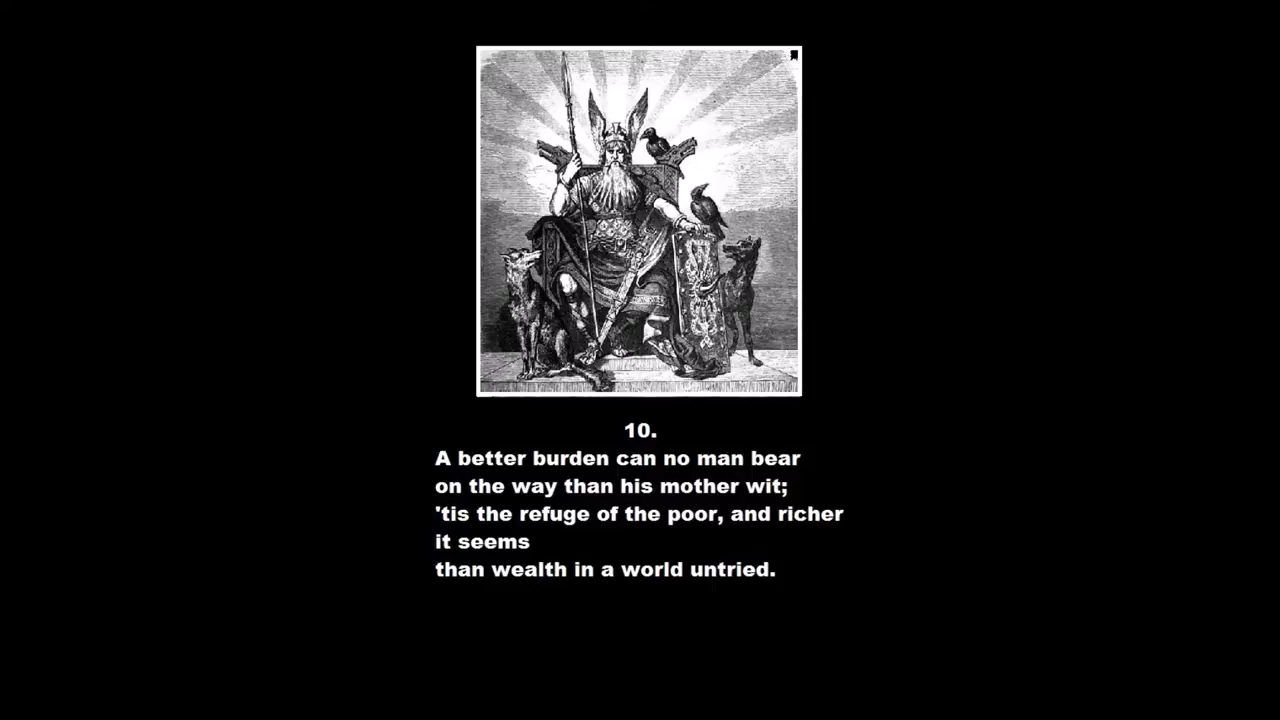 10.
A better burden can no man bear
on the way than his mother wit;
'tis the refuge of the poor, and richer
it seems
than wealth in a world untried.